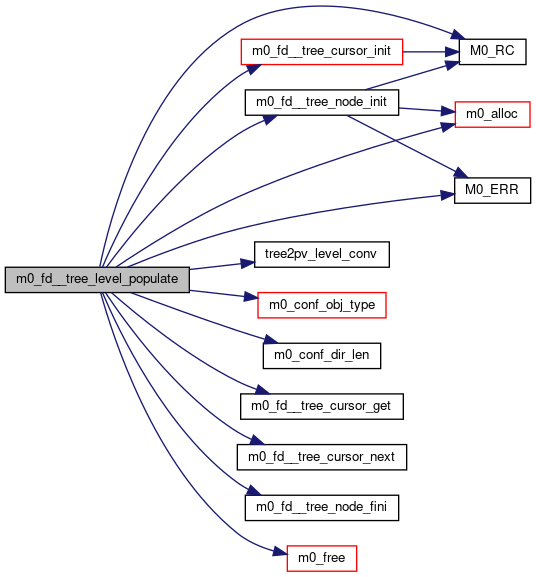 m0_fd__tree_level_populate
m0_fd__tree_cursor_init
M0_RC
m0_fd__tree_node_init
m0_alloc
M0_ERR
tree2pv_level_conv
m0_conf_obj_type
m0_conf_dir_len
m0_fd__tree_cursor_get
m0_fd__tree_cursor_next
m0_fd__tree_node_fini
m0_free